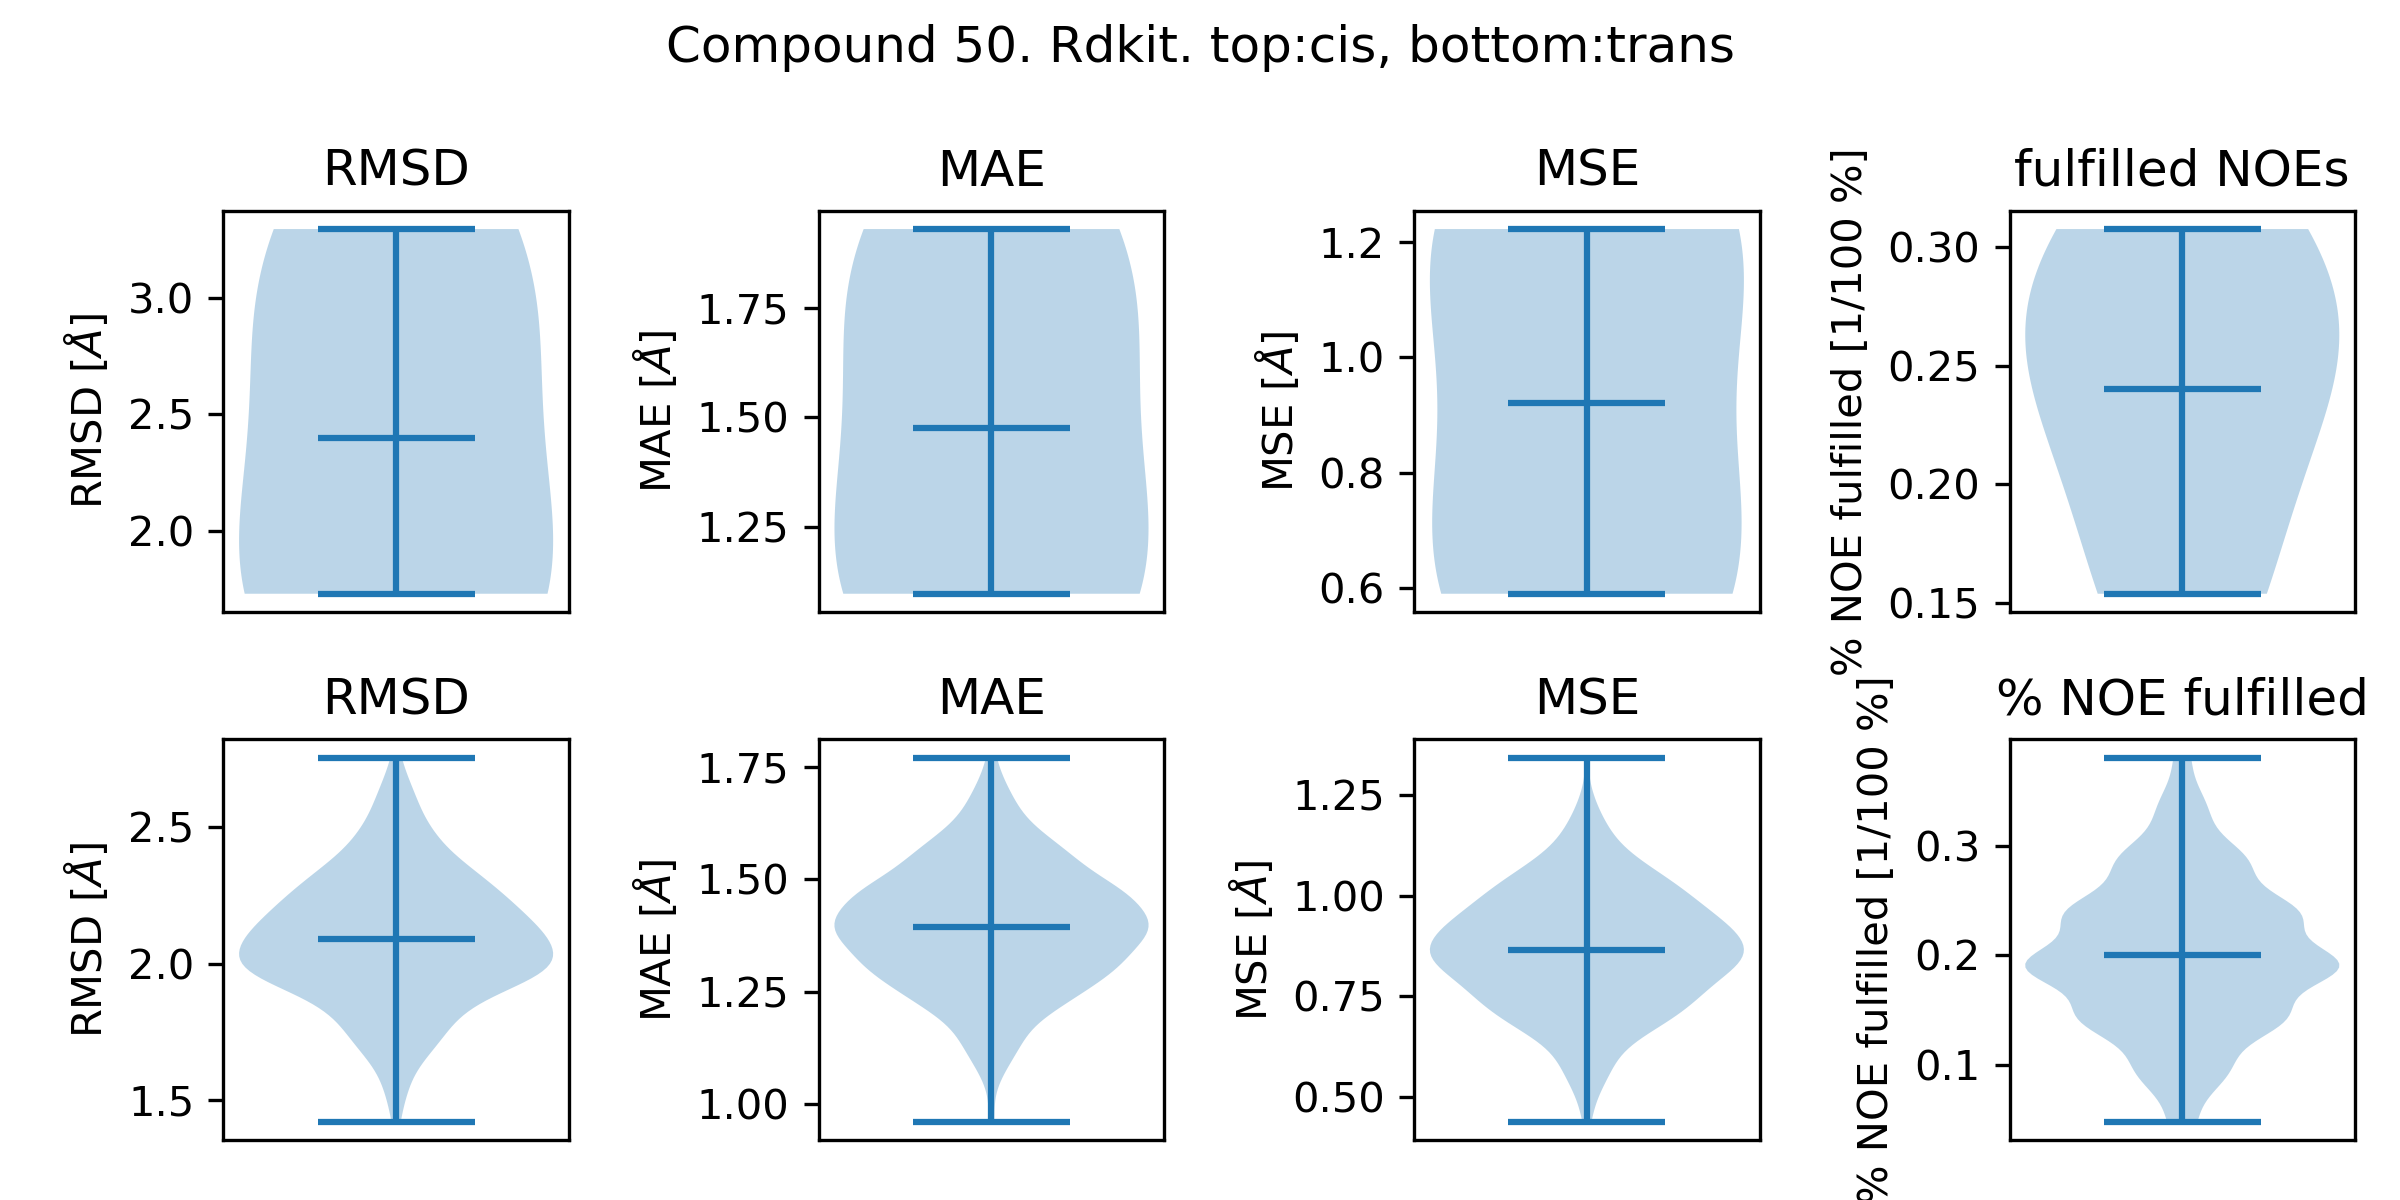 Compound 50. Rdkit. top:cis, bottom:trans
RMSD
RMSD [Å]
3.0
2.5
2.0
MAE
MAE [Å]
1.75
1.50
1.25
MSE
MSE [Å]
1.2
1.0
0.8
0.6
fulfilled NOEs
% NOE fulfilled [1/100 %]
0.30
0.25
0.20
0.15
RMSD
RMSD [Å]
2.5
2.0
1.5
MAE
MAE [Å]
1.75
1.50
1.25
1.00
MSE
MSE [Å]
1.25
1.00
0.75
0.50
% NOE fulfilled
% NOE fulfilled [1/100 %]
0.3
0.2
0.1